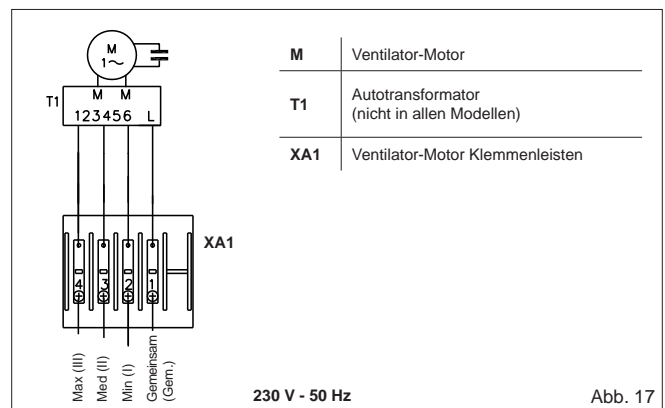 M
1~
T1
M M
123456 L
XA1
4 3 2 1
Max (III)
Med (II)
Min (I)
Gemeinsam
(Gem.)
M Ventilator-Motor
T1 Autotransformator
(nicht in allen Modellen)
XA1 Ventilator-Motor Klemmenleisten
230 V - 50 Hz
Abb. 17